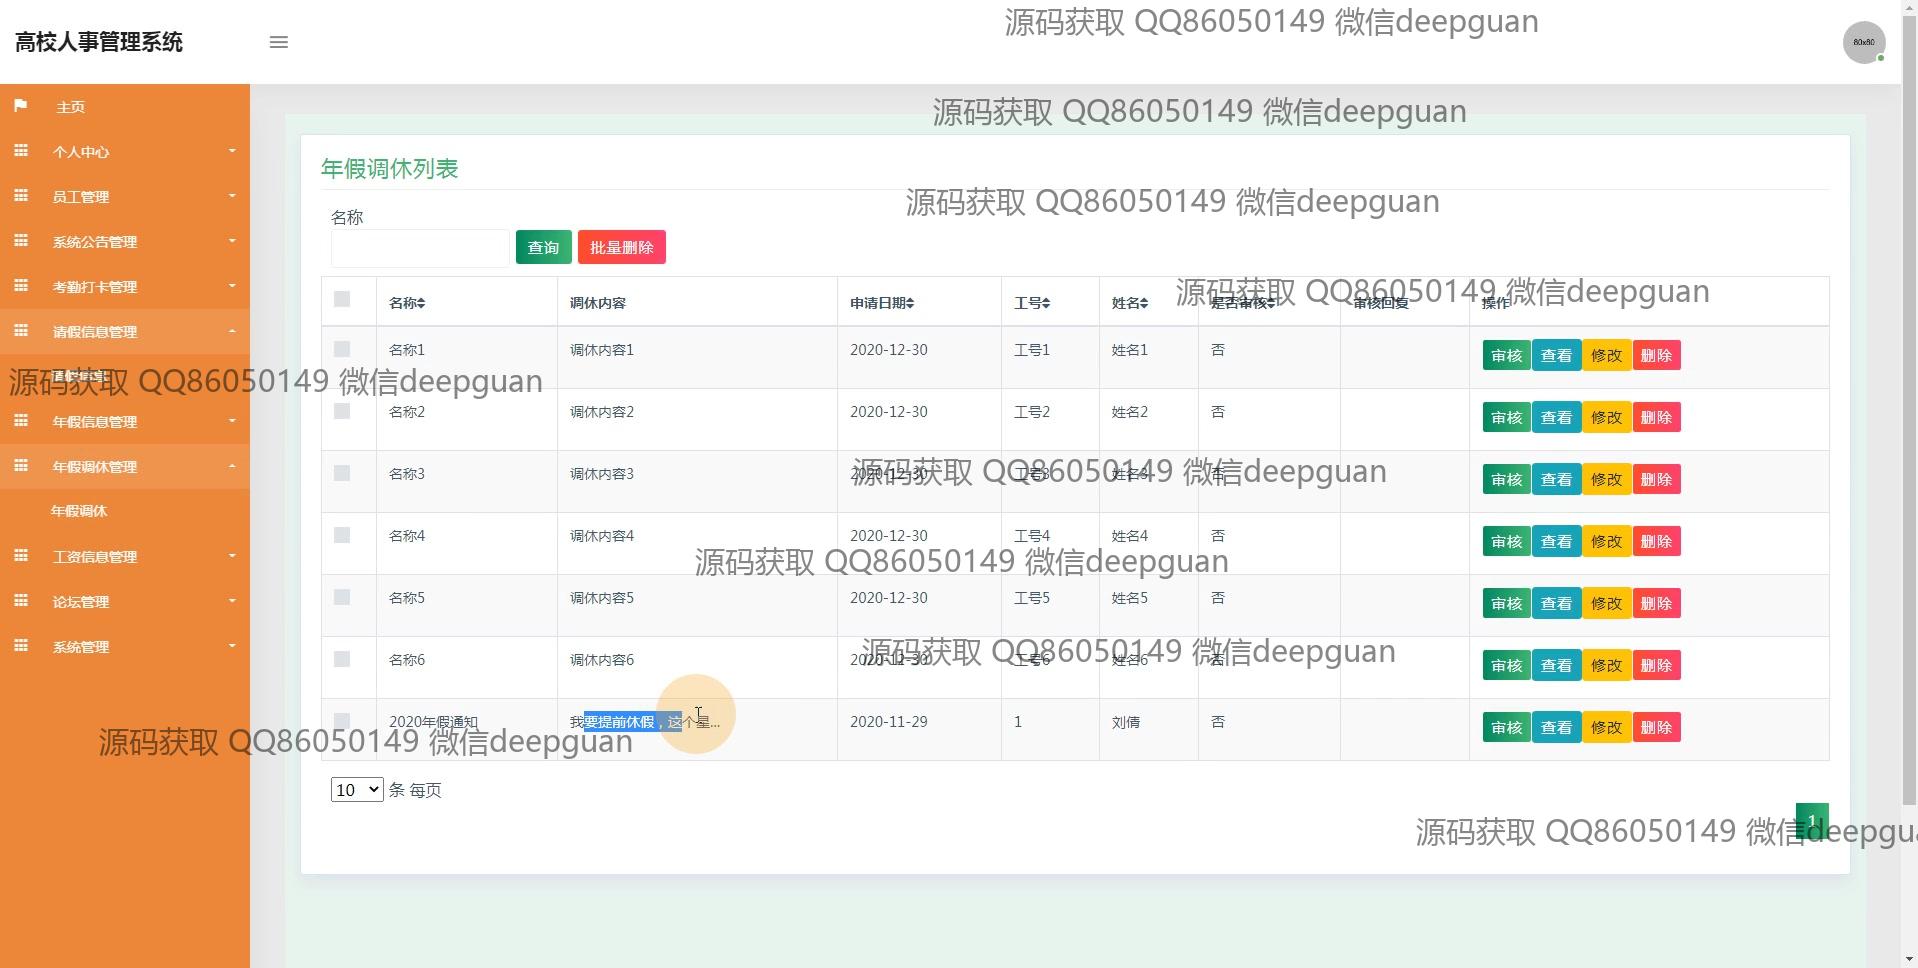 源码获取 QQ86050149 微信deepguan
高校人事管理系统
80x80
源码获取 QQ86050149 微信deepguan
主页
个人中心
员工管理
系统公告管理
考勤打卡管理
请假信息管理
年假信息管理
年假调休管理
年假调休
工资信息管理
论坛管理
系统管理
年假调休列表
源码获取 QQ86050149 微信deepguan
名称
查询 批量删除
源码获取 QQ86050149 微信deepguan
名称 调休内容 申请日期 工号 姓名 是否审核 审核回复 操作
名称1 调休内容1 2020-12-30 工号1 姓名1 否 审核 查看 修改 删除
源码获取 QQ86050149 微信deepguan
名称2 调休内容2 2020-12-30 工号2 姓名2 否 审核 查看 修改 删除
源码获取 QQ86050149 微信deepguan
名称3 调休内容3 2020-12-30 工号3 姓名3 否 审核 查看 修改 删除
名称4 调休内容4 2020-12-30 工号4 姓名4 否 审核 查看 修改 删除
源码获取 QQ86050149 微信deepguan
名称5 调休内容5 2020-12-30 工号5 姓名5 否 审核 查看 修改 删除
源码获取 QQ86050149 微信deepguan
名称6 调休内容6 2020-12-30 工号6 姓名6 否 审核 查看 修改 删除
2020年假通知 我要提前休假，这个星... 2020-11-29 1 刘倩 否 审核 查看 修改 删除
源码获取 QQ86050149 微信deepguan
10 条 每页
1
源码获取 QQ86050149 微信deepgua